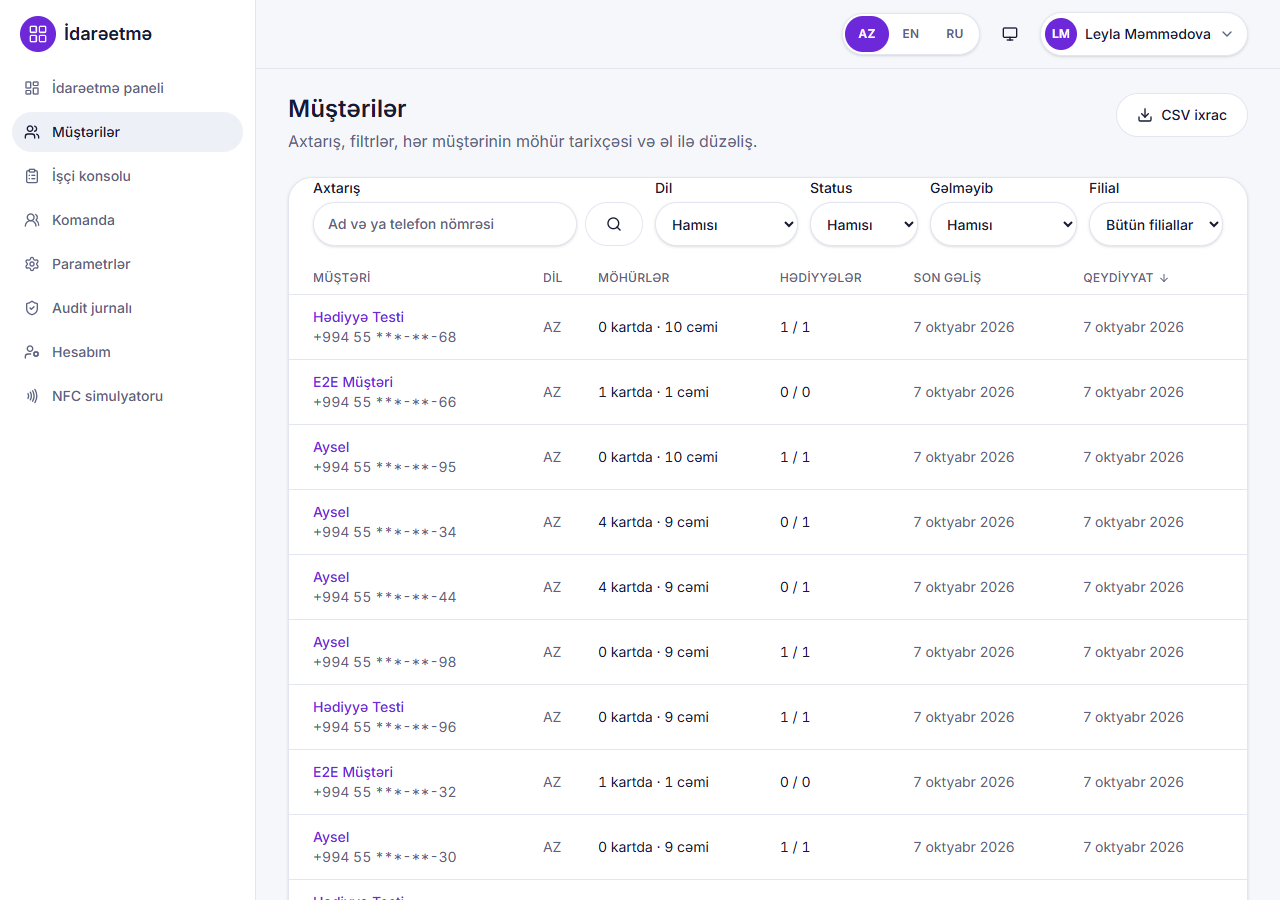 İdarəetmə
AZ EN RU
LM Leyla Məmmədova
İdarəetmə paneli
Müştərilər
İşçi konsolu
Komanda
Parametrlər
Audit jurnalı
Hesabım
NFC simulyatoru
Müştərilər
Axtarış, filtrlər, hər müştərinin möhür tarixçəsi və əl ilə düzəliş.
CSV ixrac
Axtarış Dil Status Gəlməyib Filial
Ad və ya telefon nömrəsi Hamısı Hamısı Hamısı Bütün filiallar
MÜŞTƏRİ DİL MÖHÜRLƏR HƏDİYYƏLƏR SON GƏLİŞ QEYDİYYAT ↓
Hədiyyə Testi
+994 55 ***-**-68 AZ 0 kartda · 10 cəmi 1 / 1 7 oktyabr 2026 7 oktyabr 2026
E2E Müştəri
+994 55 ***-**-66 AZ 1 kartda · 1 cəmi 0 / 0 7 oktyabr 2026 7 oktyabr 2026
Aysel
+994 55 ***-**-95 AZ 0 kartda · 10 cəmi 1 / 1 7 oktyabr 2026 7 oktyabr 2026
Aysel
+994 55 ***-**-34 AZ 4 kartda · 9 cəmi 0 / 1 7 oktyabr 2026 7 oktyabr 2026
Aysel
+994 55 ***-**-44 AZ 4 kartda · 9 cəmi 0 / 1 7 oktyabr 2026 7 oktyabr 2026
Aysel
+994 55 ***-**-98 AZ 0 kartda · 9 cəmi 1 / 1 7 oktyabr 2026 7 oktyabr 2026
Hədiyyə Testi
+994 55 ***-**-96 AZ 0 kartda · 9 cəmi 1 / 1 7 oktyabr 2026 7 oktyabr 2026
E2E Müştəri
+994 55 ***-**-32 AZ 1 kartda · 1 cəmi 0 / 0 7 oktyabr 2026 7 oktyabr 2026
Aysel
+994 55 ***-**-30 AZ 0 kartda · 9 cəmi 1 / 1 7 oktyabr 2026 7 oktyabr 2026